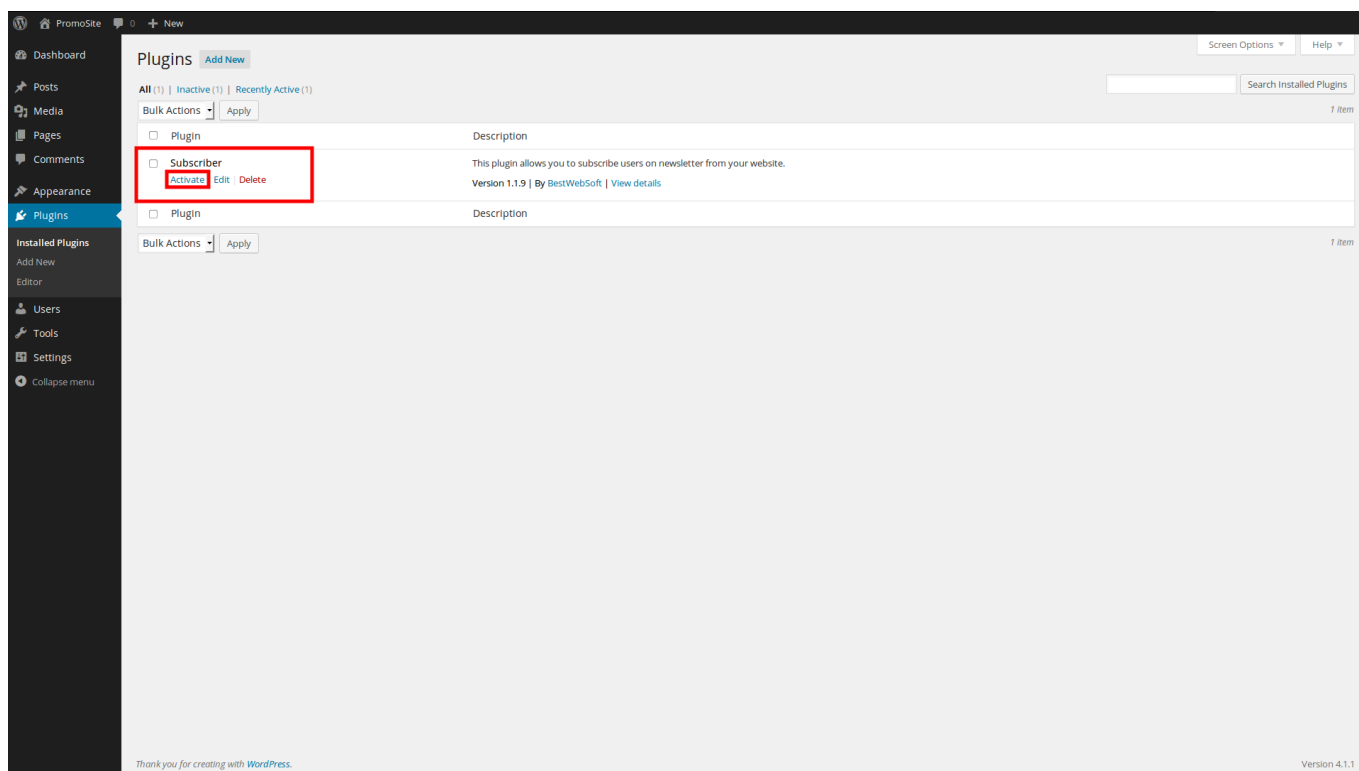 PromoSite 0 + New
Screen Options Help
Dashboard
Plugins Add New
Posts
All (1) | Inactive (1) | Recently Active (1) Search Installed Plugins
Media
Bulk Actions Apply 1 item
Pages
Plugin Description
Comments
Subscriber This plugin allows you to subscribe users on newsletter from your website.
Activate Edit | Delete Version 1.1.9 | By BestWebSoft | View details
Appearance
Plugins
Plugin Description
Installed Plugins
Bulk Actions Apply 1 item
Add New
Editor
Users
Tools
Settings
Collapse menu
Thank you for creating with WordPress. Version 4.1.1